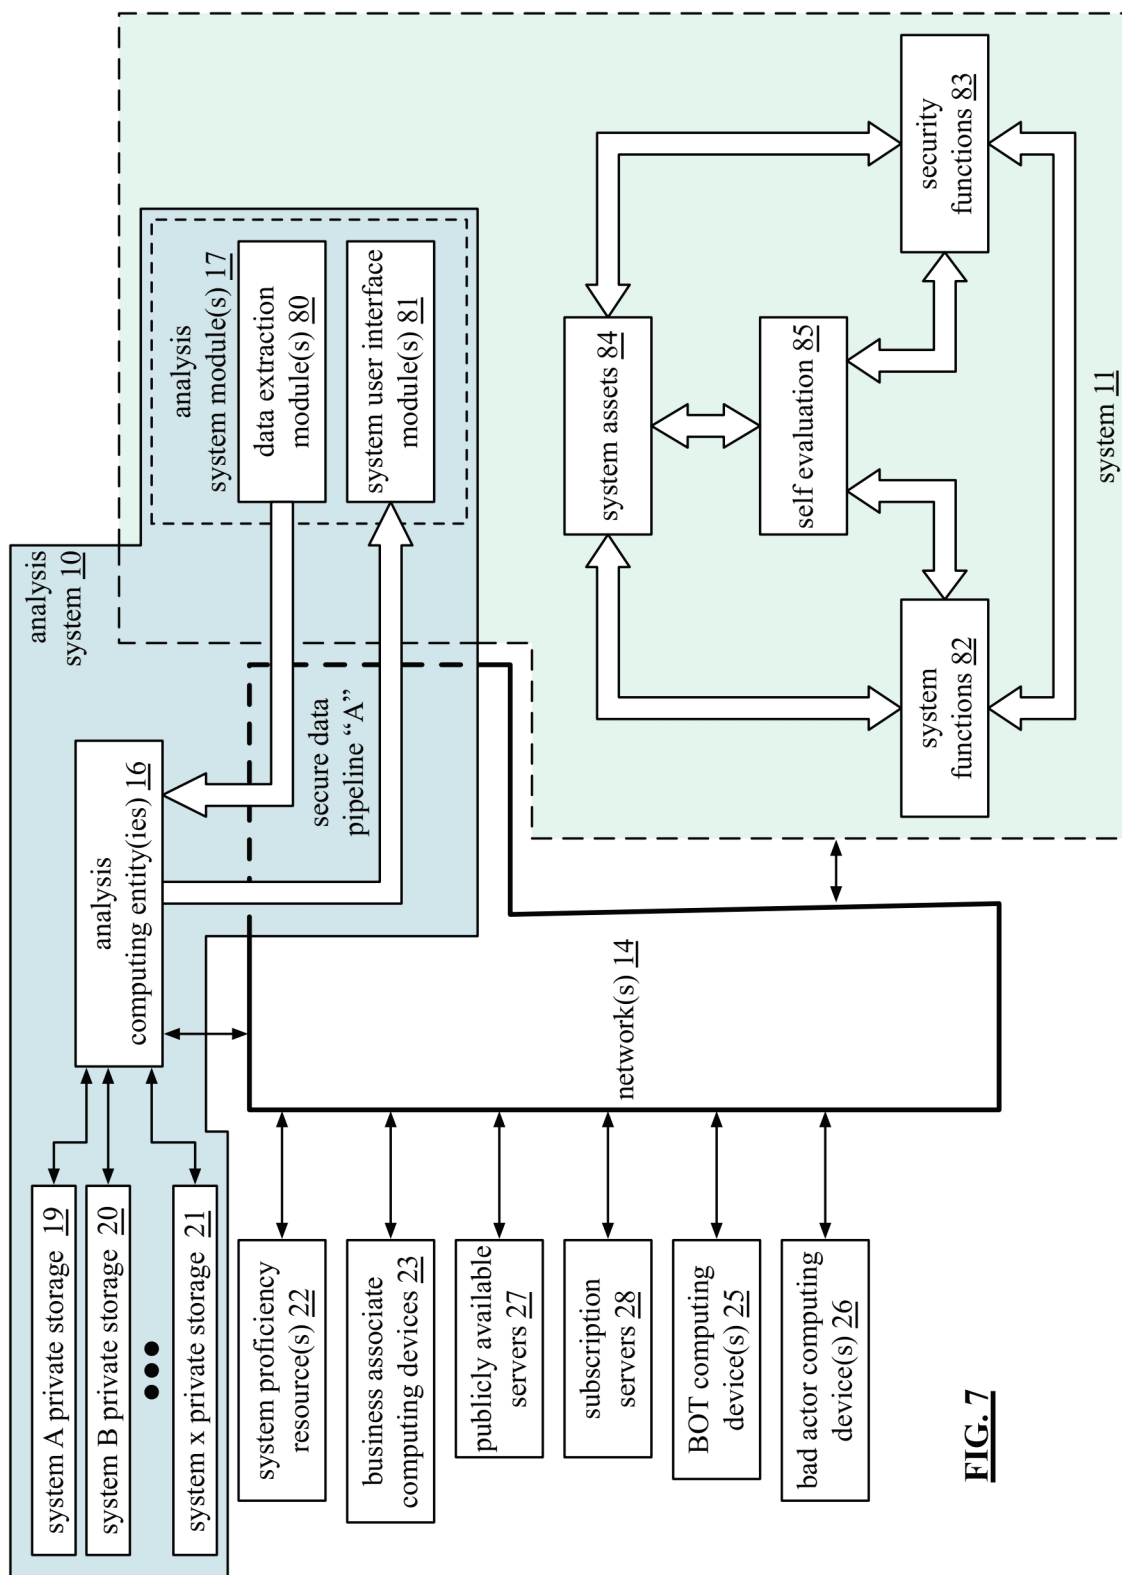 system A private storage 19
system B private storage 20
system x private storage 21
analysis
computing entity(ies) 16
analysis
system 10
analysis
system module(s) 17
data extraction
module(s) 80
system user interface
module(s) 81
secure data
pipeline “A”
system proficiency
resource(s) 22
business associate
computing devices 23
publicly available
servers 27
subscription
servers 28
BOT computing
device(s) 25
bad actor computing
device(s) 26
network(s) 14
system assets 84
self evaluation 85
system
functions 82
security
functions 83
system 11
FIG. 7